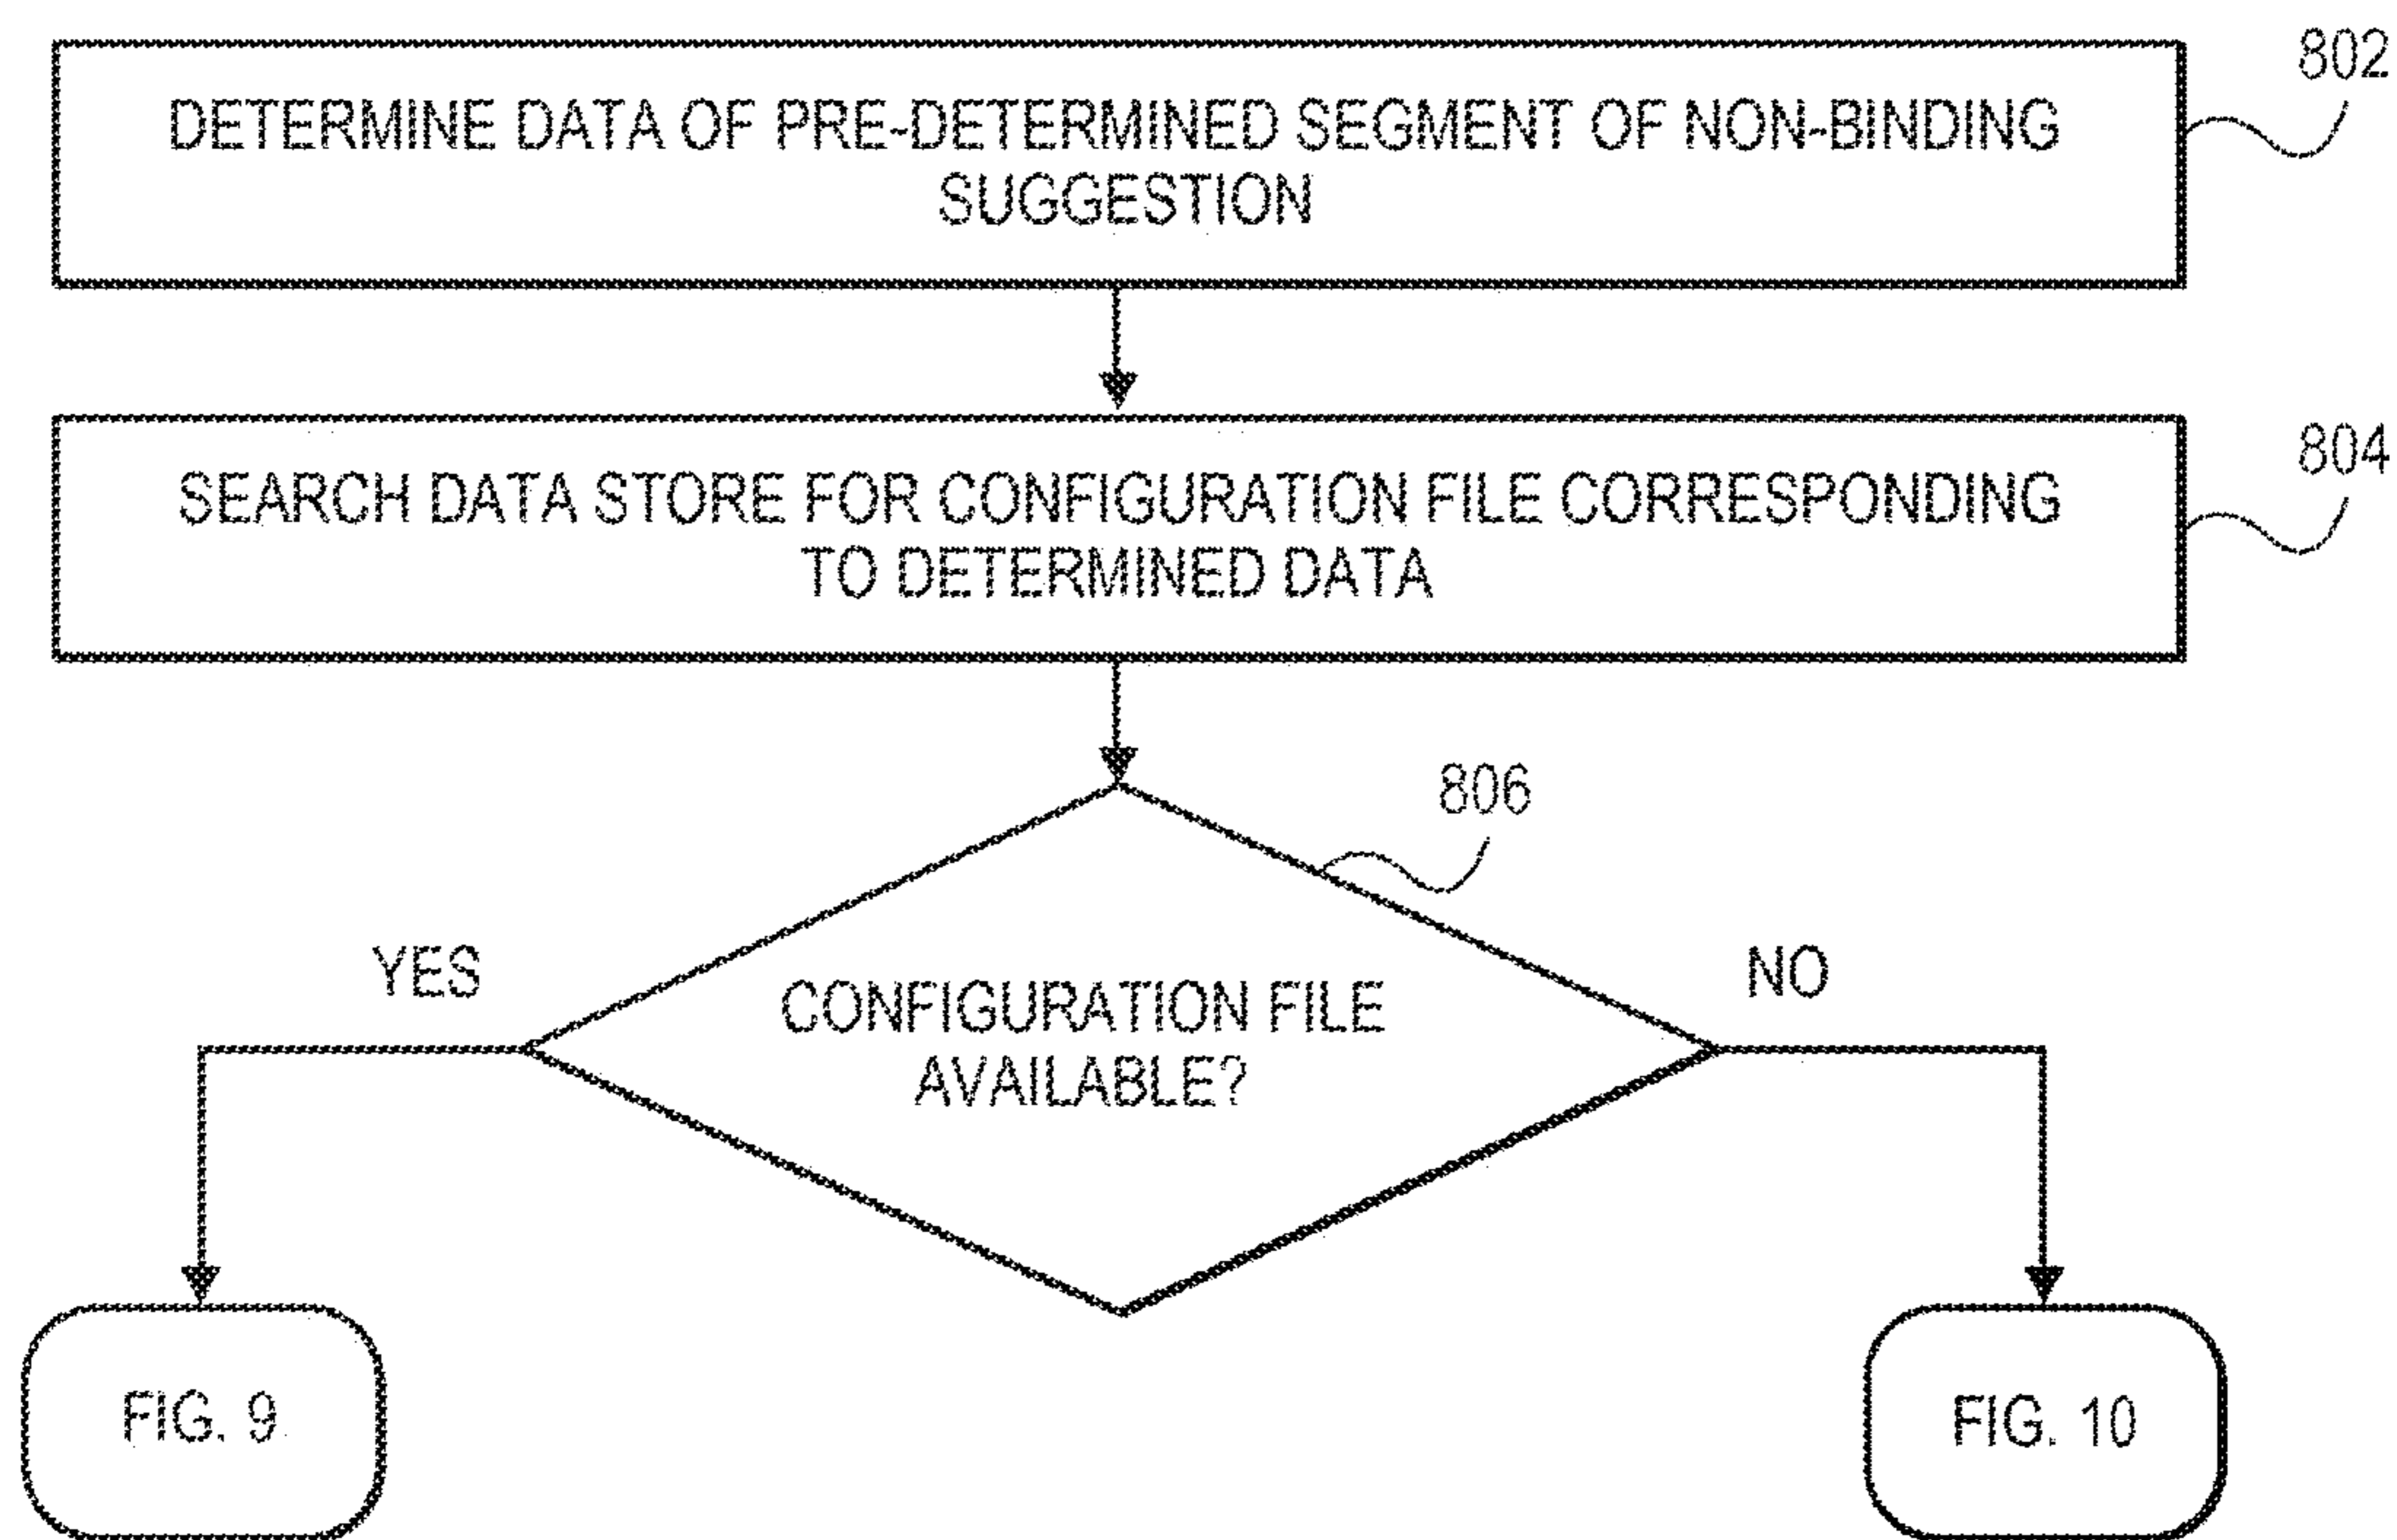 802
DETERMINE DATA OF PRE-DETERMINED SEGMENT OF NON-BINDING
SUGGESTION
804
SEARCH DATA STORE FOR CONFIGURATION FILE CORRESPONDING
TO DETERMINED DATA
806
YES
NO
CONFIGURATION FILE
AVAILABLE?
FIG. 9
FIG. 10